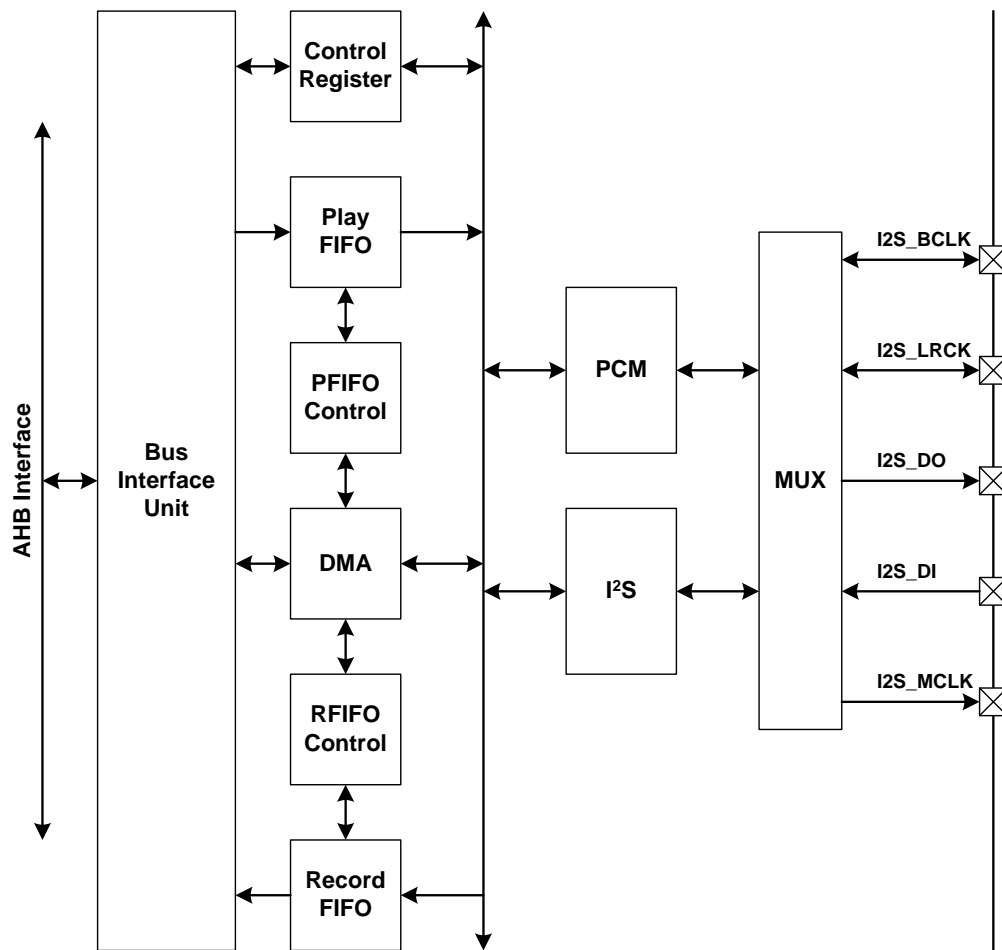 Control
Register
Play
FIFO
I2S_BCLK
PFIFO
Control
PCM
I2S_LRCK
AHB Interface
Bus
Interface
Unit
MUX
I2S_DO
DMA
I²S
I2S_DI
RFIFO
Control
I2S_MCLK
Record
FIFO